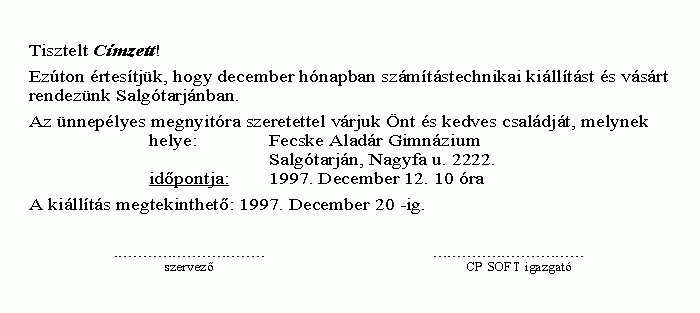 Tisztelt Címzett!
Ezúton értesítjük, hogy december hónapban számítástechnikai kiállítást és vásárt
rendezünk Salgótarjánban.
Az ünnepélyes megnyitóra szeretettel várjuk Önt és kedves családját, melynek
helye: Fecske Aladár Gimnázium
Salgótarján, Nagyfa u. 2222.
időpontja: 1997. December 12. 10 óra
A kiállítás megtekinthető: 1997. December 20 -ig.
............................... ...............................
szervező CP SOFT igazgató